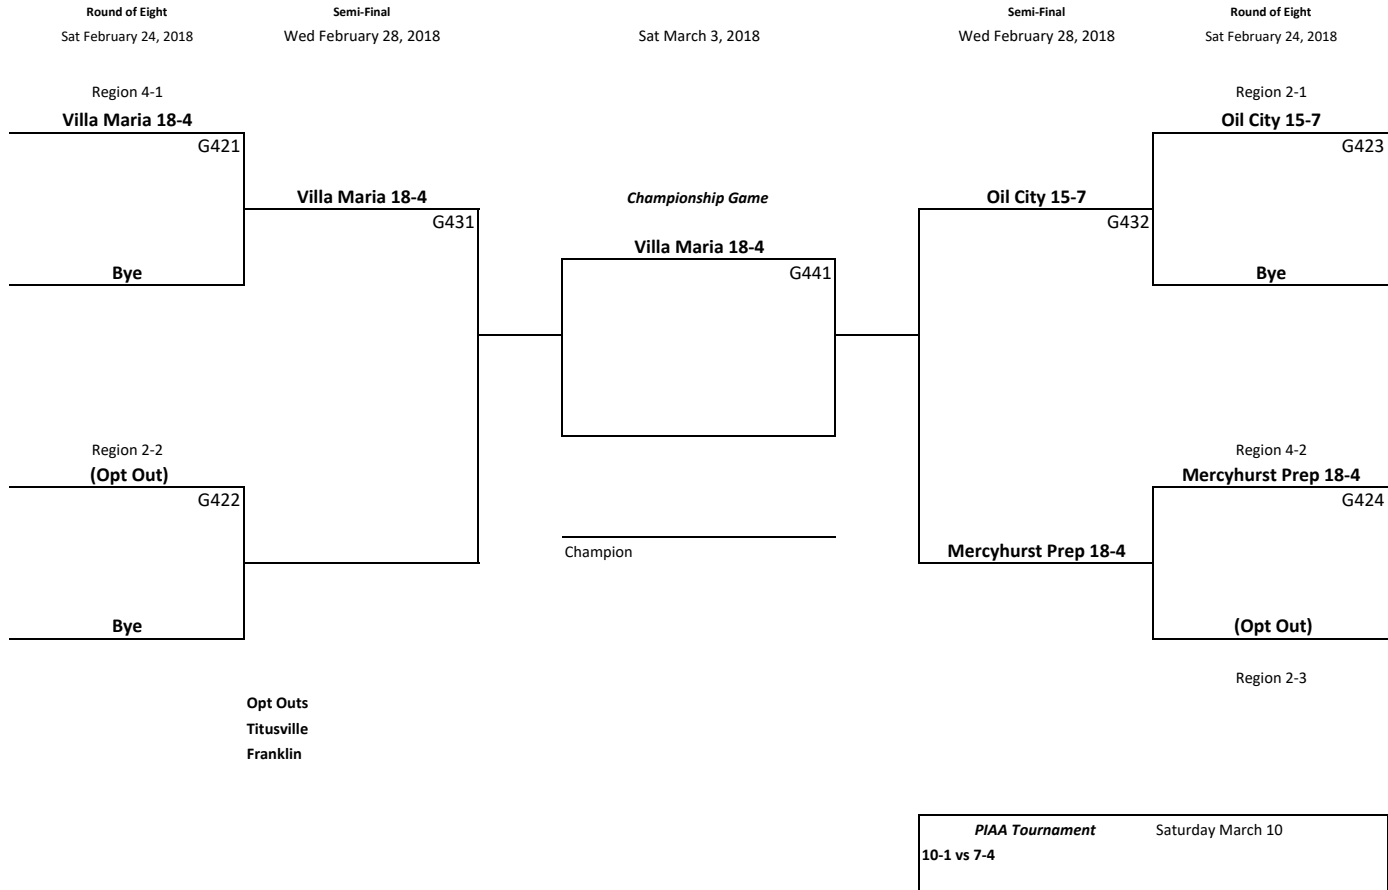 Round of Eight
Semi-Final
Semi-Final
Round of Eight
Sat February 24, 2018
Wed February 28, 2018
Sat March 3, 2018
Wed February 28, 2018
Sat February 24, 2018
Region 4-1
Region 2-1
Villa Maria 18-4
Oil City 15-7
G421
G423
Villa Maria 18-4
Championship Game
Oil City 15-7
G431
G432
Villa Maria 18-4
Bye
G441
Bye
Region 2-2
Region 4-2
(Opt Out)
Mercyhurst Prep 18-4
G422
G424
Champion
Mercyhurst Prep 18-4
Bye
(Opt Out)
Region 2-3
Opt Outs
Titusville
Franklin
PIAA Tournament
Saturday March 10
10-1 vs 7-4